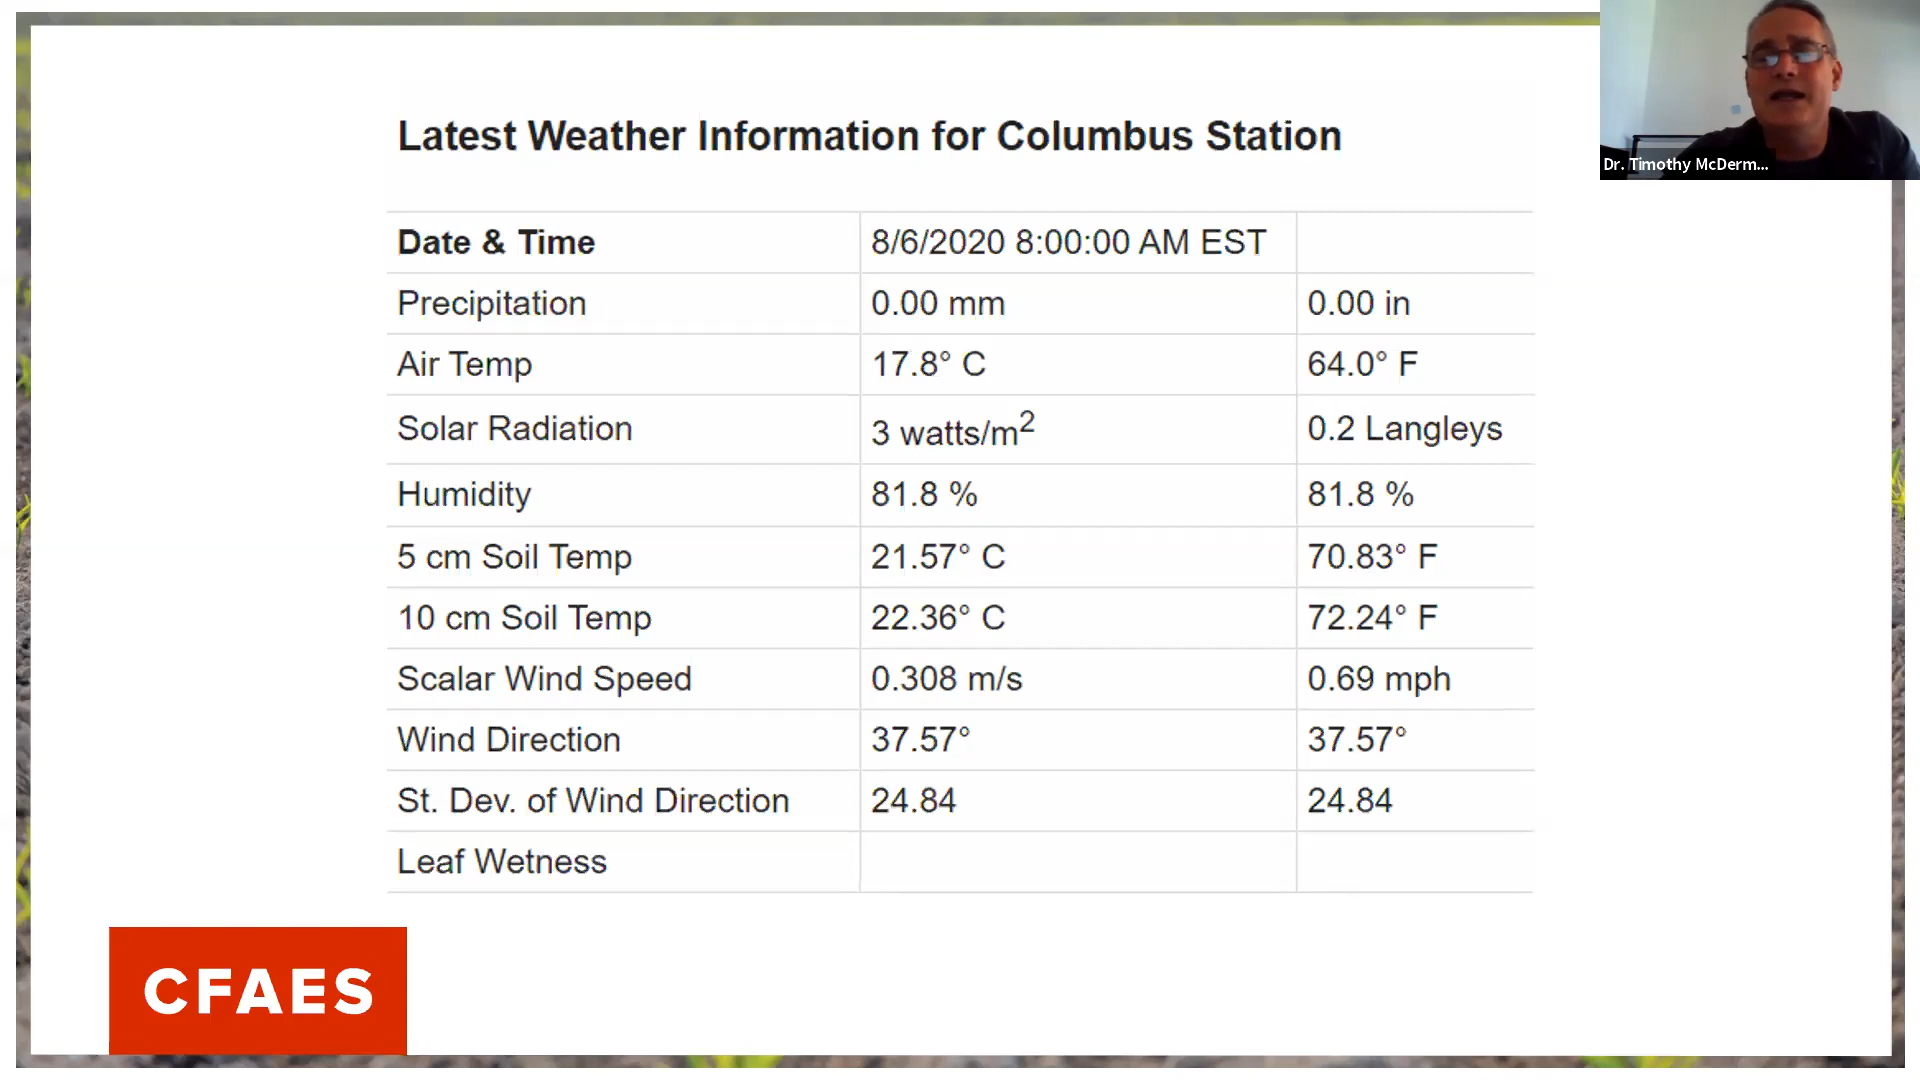 Latest Weather Information for Columbus Station
Dr. Timothy McDerm...
Date & Time 8/6/2020 8:00:00 AM EST
Precipitation 0.00 mm 0.00 in
Air Temp 17.8° C 64.0° F
Solar Radiation 3 watts/m² 0.2 Langleys
Humidity 81.8 % 81.8 %
5 cm Soil Temp 21.57° C 70.83° F
10 cm Soil Temp 22.36° C 72.24° F
Scalar Wind Speed 0.308 m/s 0.69 mph
Wind Direction 37.57° 37.57°
St. Dev. of Wind Direction 24.84 24.84
Leaf Wetness
CFAES